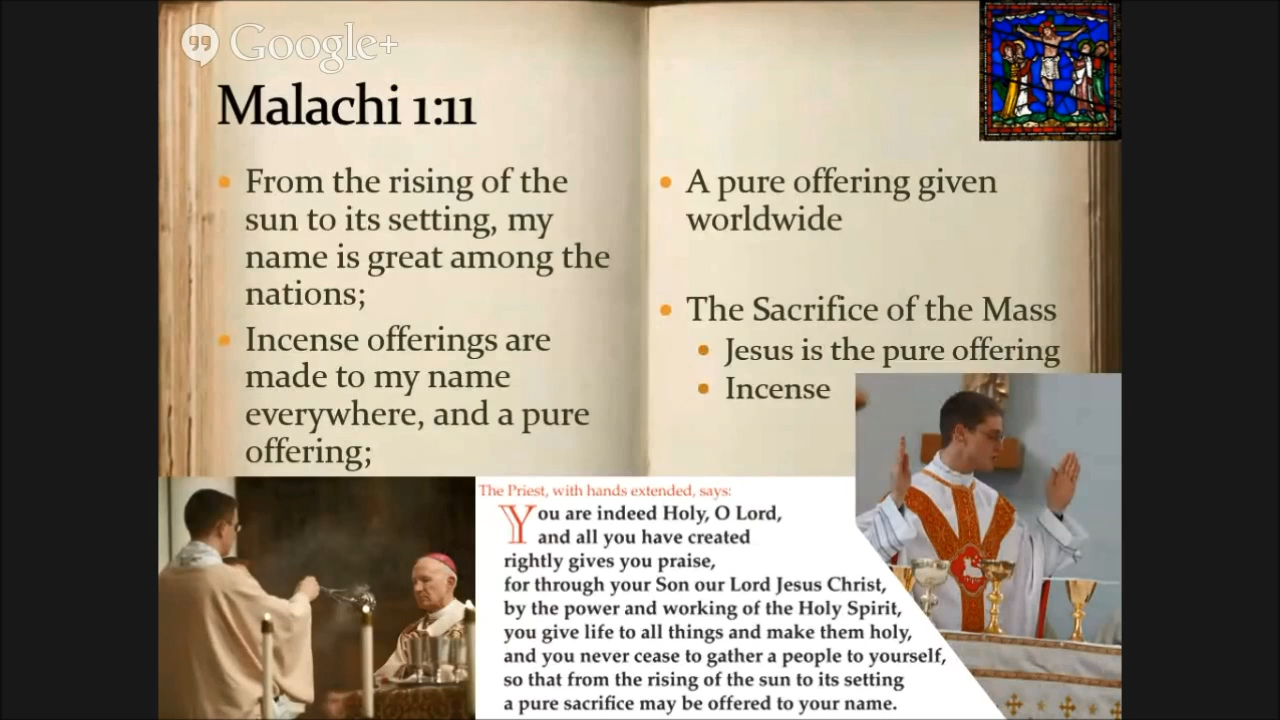 Google+
Malachi 1:11
From the rising of the
sun to its setting, my
name is great among the
nations;
Incense offerings are
made to my name
everywhere, and a pure
offering;
A pure offering given
worldwide
The Sacrifice of the Mass
Jesus is the pure offering
Incense
The Priest, with hands extended, says:
You are indeed Holy, O Lord,
and all you have created
rightly gives you praise,
for through your Son our Lord Jesus Christ,
by the power and working of the Holy Spirit,
you give life to all things and make them holy,
and you never cease to gather a people to yourself,
so that from the rising of the sun to its setting
a pure sacrifice may be offered to your name.